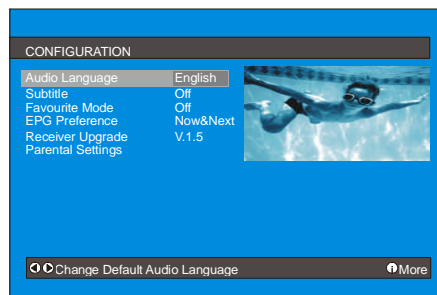 CONFIGURATION
Audio Language English
Subtitle Off
Favourite Mode Off
EPG Preference Now&Next
Receiver Upgrade V.1.5
Parental Settings
Change Default Audio Language i More